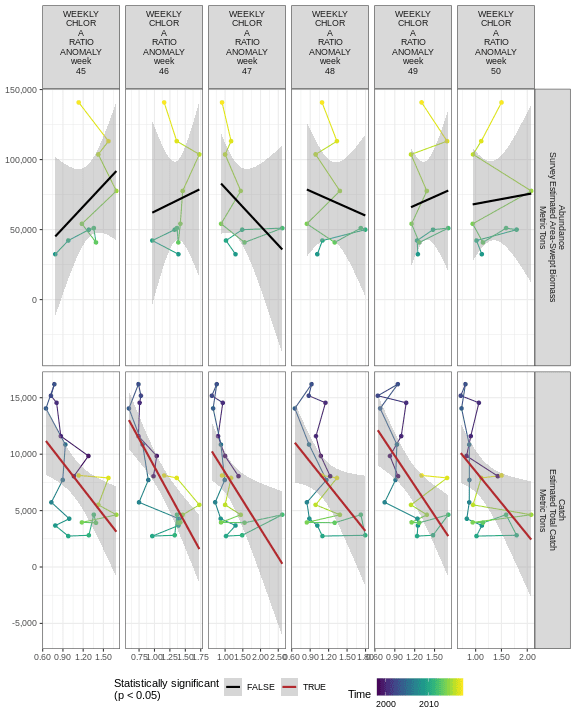 WEEKLY
CHLOR
A
RATIO
ANOMALY
week
45
WEEKLY
CHLOR
A
RATIO
ANOMALY
week
46
WEEKLY
CHLOR
A
RATIO
ANOMALY
week
47
WEEKLY
CHLOR
A
RATIO
ANOMALY
week
48
WEEKLY
CHLOR
A
RATIO
ANOMALY
week
49
WEEKLY
CHLOR
A
RATIO
ANOMALY
week
50
150,000
100,000
50,000
0
Abundance
Survey Estimated Area-Swept Biomass
Metric Tons
15,000
10,000
5,000
0
-5,000
Catch
Estimated Total Catch
Metric Tons
0.60 0.90 1.20 1.50
0.75 1.00 1.25 1.50 1.75
1.00 1.50 2.00 2.50
0.60 0.90 1.20 1.50 1.80
0.60 0.90 1.20 1.50
1.00 1.50 2.00
Statistically significant
(p < 0.05)
FALSE TRUE
Time
2000 2010